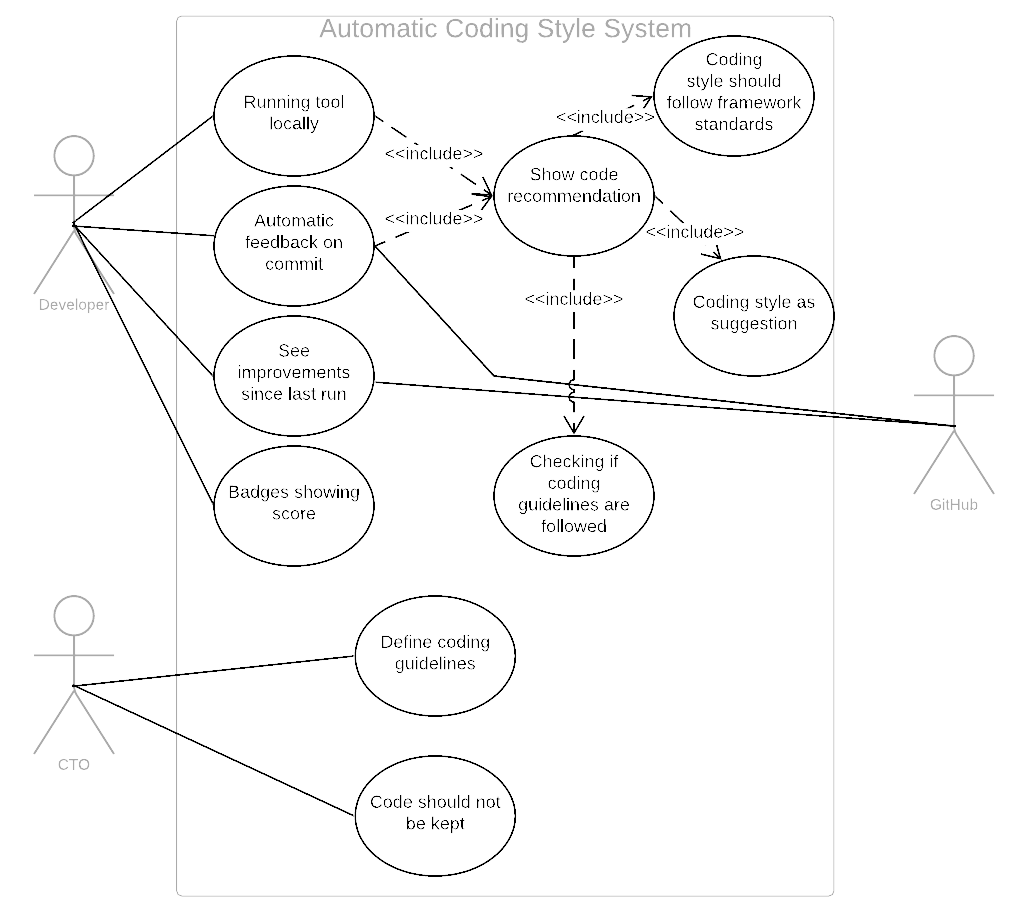 Automatic Coding Style System
Coding
style should
follow framework
standards
Running tool
locally
<<include>>
<<include>>
Show code
recommendation
Automatic
feedback on
commit
<<include>>
<<include>>
Developer
<<include>>
Coding style as
suggestion
See
improvements
since last run
Badges showing
score
Checking if
coding
guidelines are
followed
GitHub
Define coding
guidelines
CTO
Code should not
be kept